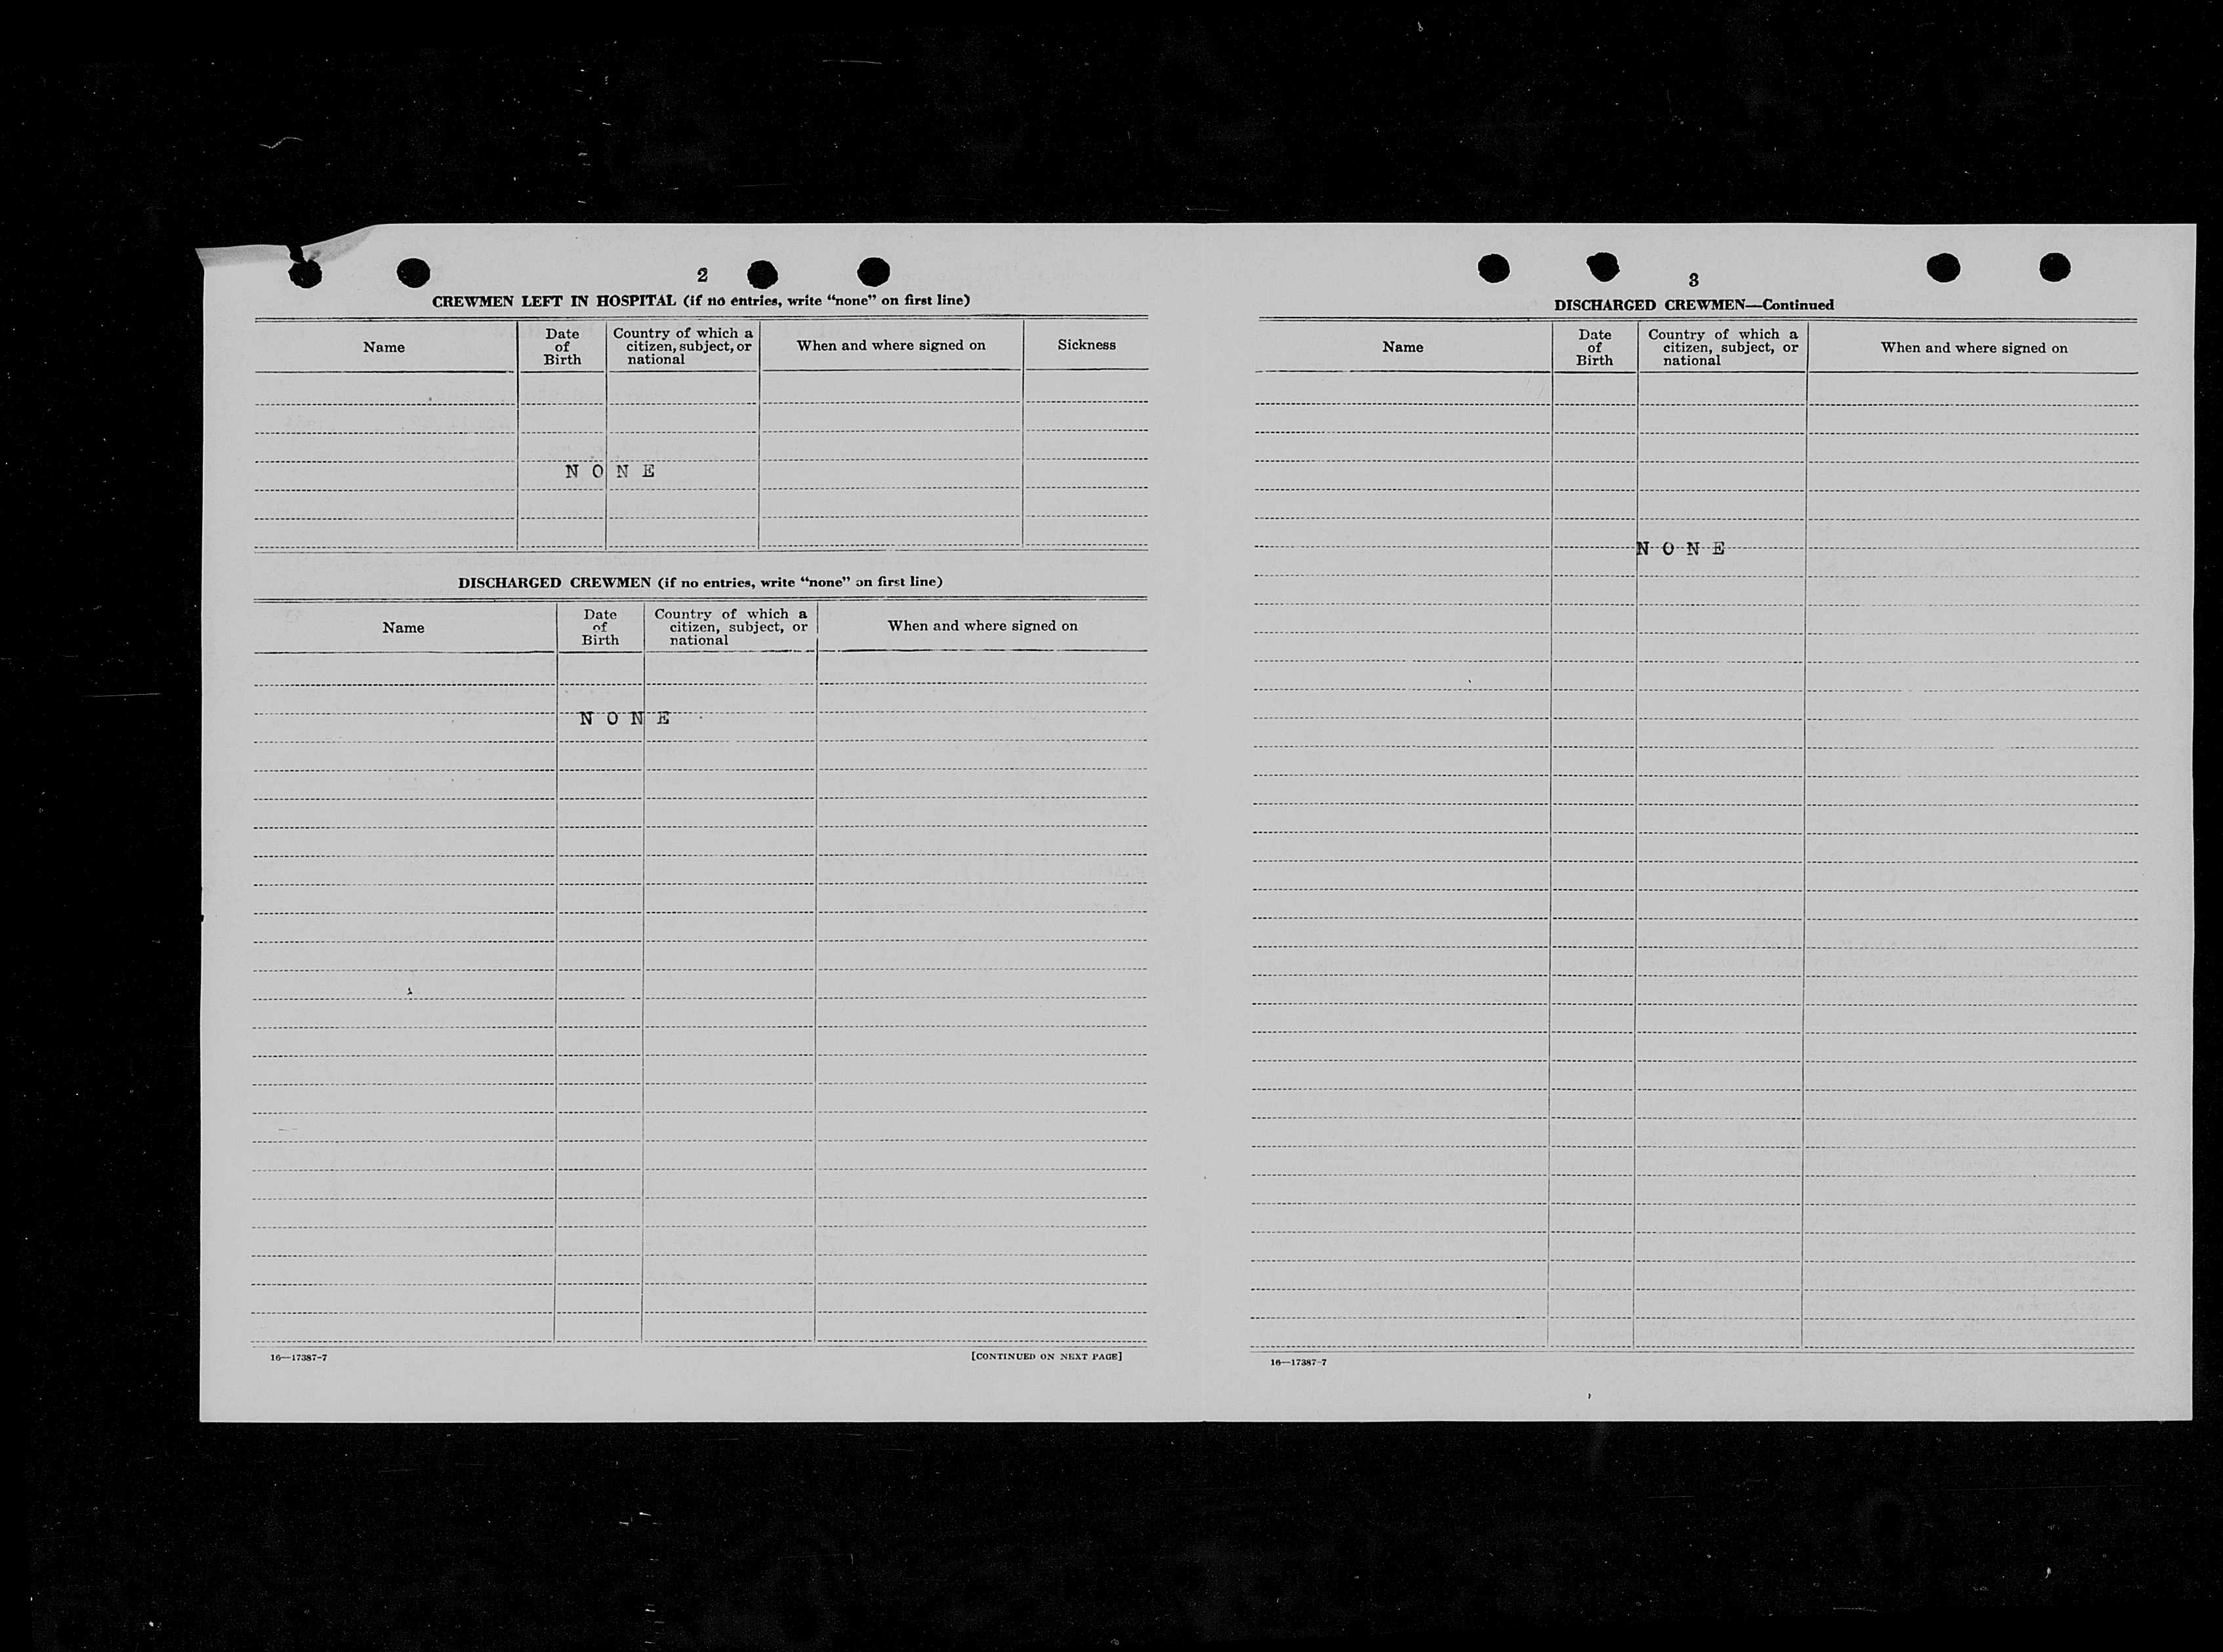 2
CREWMEN LEFT IN HOSPITAL (if no entries, write “none” on first line)
Name
Date of Birth
Country of which a citizen, subject, or national
When and where signed on
Sickness
N O N E
DISCHARGED CREWMEN (if no entries, write “none” on first line)
Name
Date of Birth
Country of which a citizen, subject, or national
When and where signed on
N O N E
16—17387-7
[CONTINUED ON NEXT PAGE]
3
DISCHARGED CREWMEN—Continued
Name
Date of Birth
Country of which a citizen, subject, or national
When and where signed on
N O N E
16—17387-7